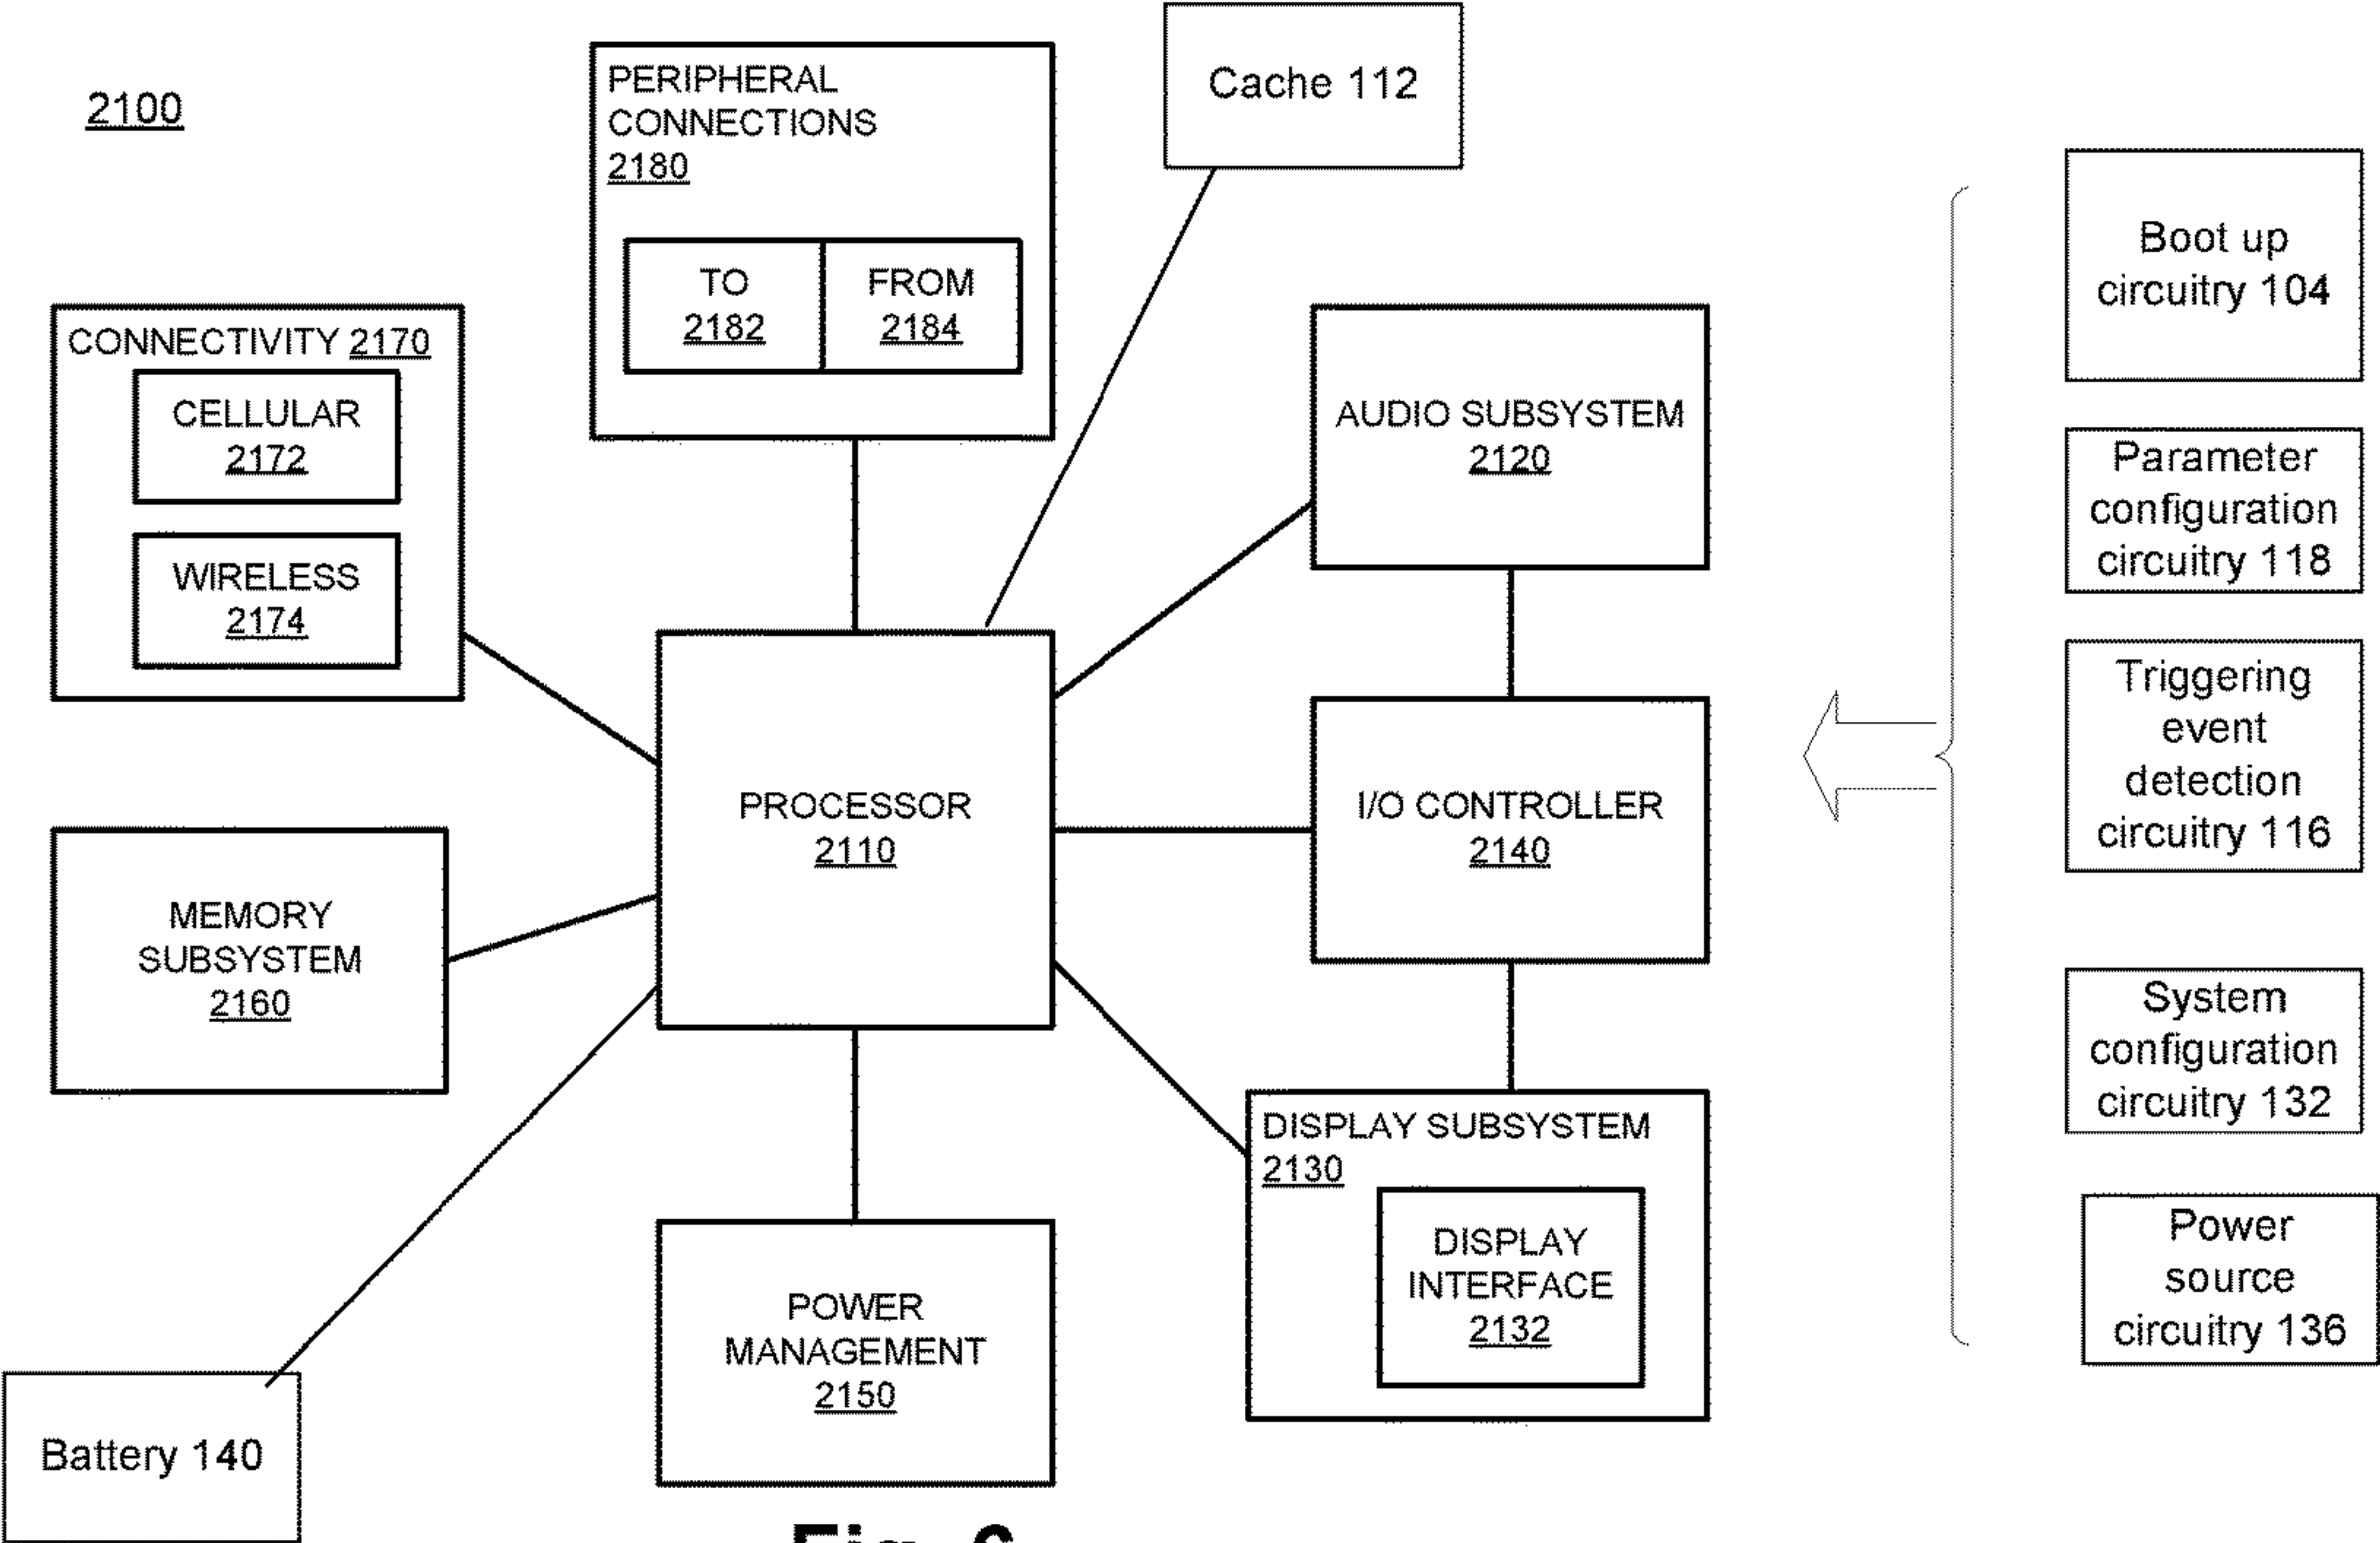 2100
PERIPHERAL
CONNECTIONS
2180
TO
2182
FROM
2184
Cache 112
CONNECTIVITY 2170
CELLULAR
2172
WIRELESS
2174
AUDIO SUBSYSTEM
2120
PROCESSOR
2110
I/O CONTROLLER
2140
MEMORY
SUBSYSTEM
2160
DISPLAY SUBSYSTEM
2130
DISPLAY
INTERFACE
2132
POWER
MANAGEMENT
2150
Battery 140
Boot up
circuitry 104
Parameter
configuration
circuitry 118
Triggering
event
detection
circuitry 116
System
configuration
circuitry 132
Power
source
circuitry 136